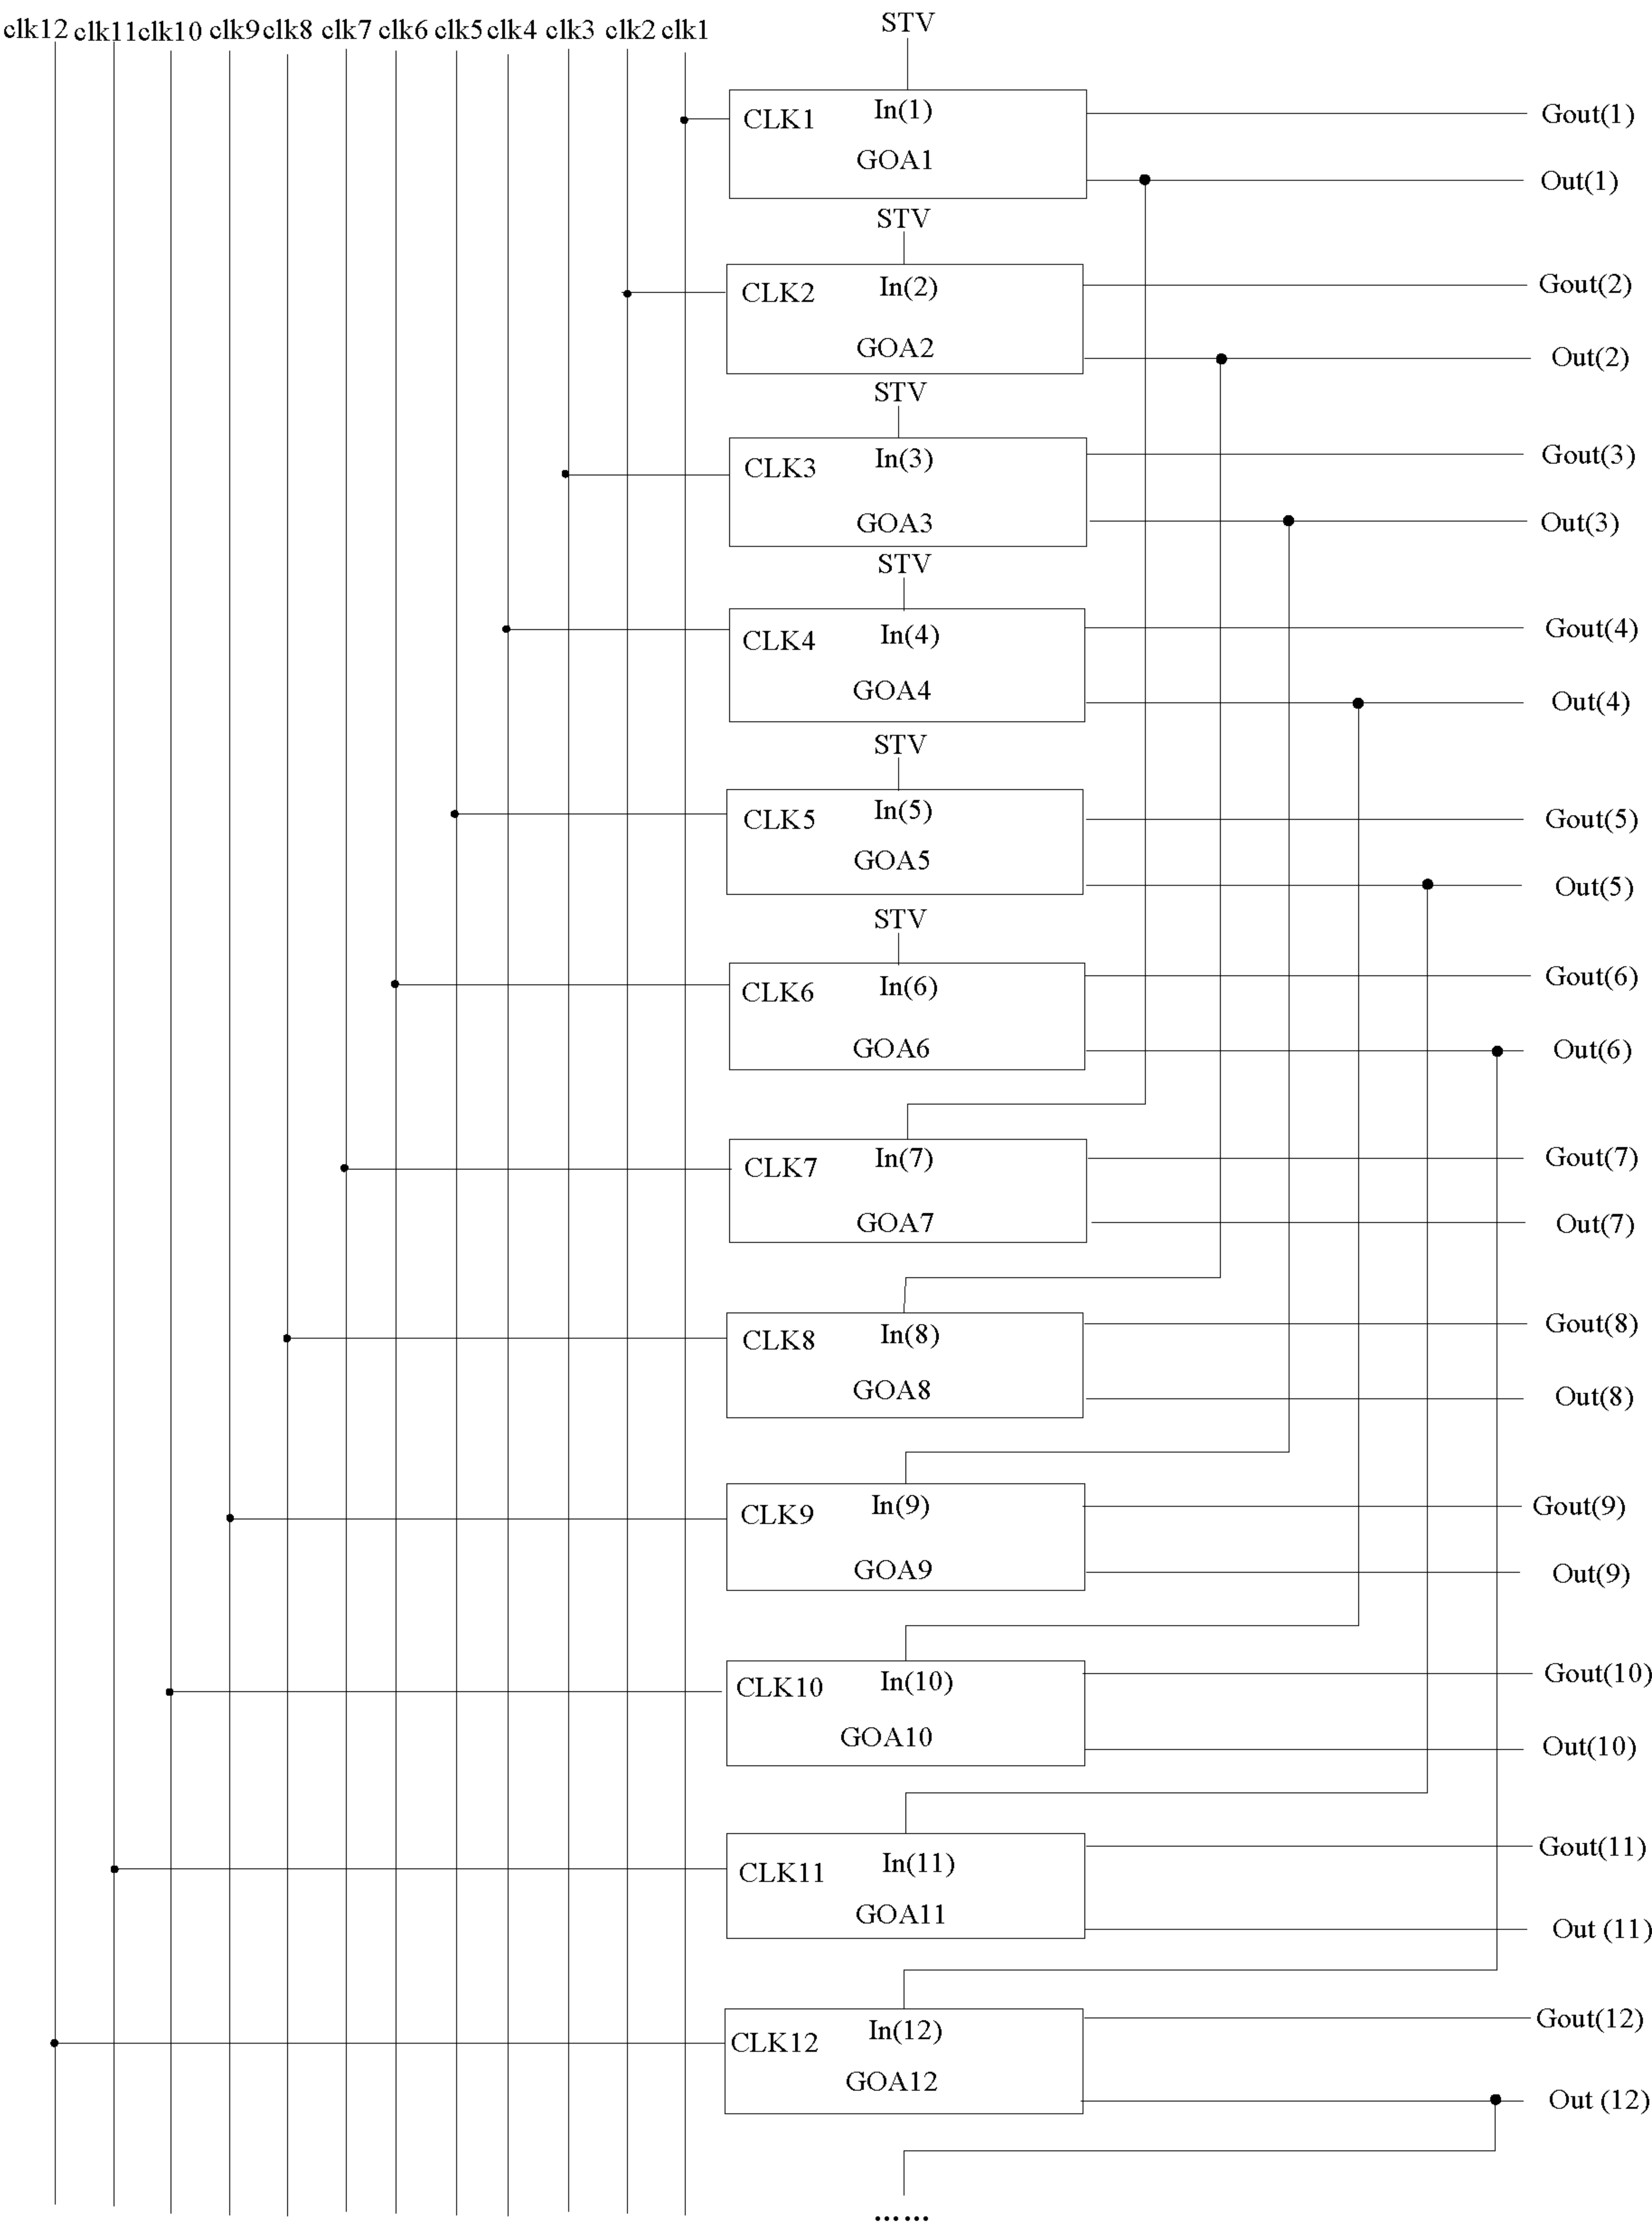 clk12 clk11 clk10 clk9 clk8 clk7 clk6 clk5 clk4 clk3 clk2 clk1 STV
CLK1 In(1) Gout(1)
GOA1
Out(1)
STV
CLK2 In(2) Gout(2)
GOA2 Out(2)
STV
CLK3 In(3) Gout(3)
GOA3 Out(3)
STV
CLK4 In(4) Gout(4)
GOA4 Out(4)
STV
CLK5 In(5) Gout(5)
GOA5 Out(5)
STV
CLK6 In(6) Gout(6)
GOA6 Out(6)
CLK7 In(7) Gout(7)
GOA7 Out(7)
CLK8 In(8) Gout(8)
GOA8 Out(8)
CLK9 In(9) Gout(9)
GOA9 Out(9)
CLK10 In(10) Gout(10)
GOA10 Out(10)
CLK11 In(11) Gout(11)
GOA11 Out (11)
CLK12 In(12) Gout(12)
GOA12 Out (12)
……